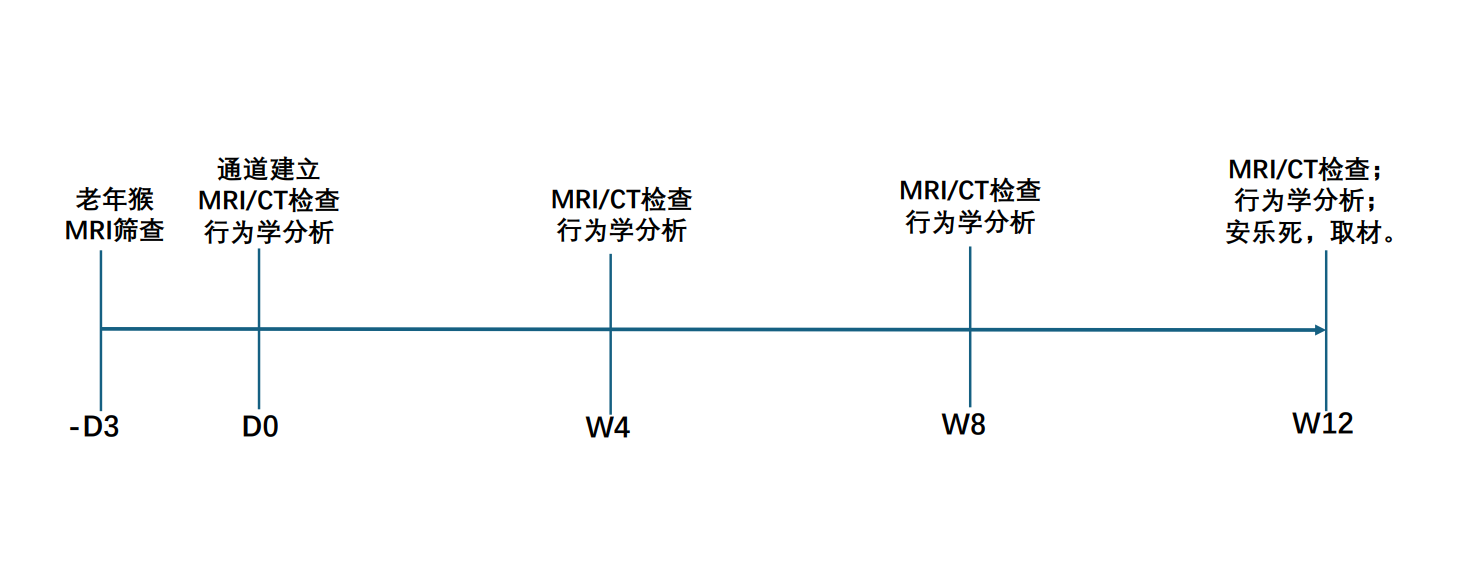 老年猴
MRI筛查
通道建立
MRI/CT检查
行为学分析
MRI/CT检查
行为学分析
MRI/CT检查
行为学分析
MRI/CT检查；
行为学分析；
安乐死，取材。
-D3
D0
W4
W8
W12